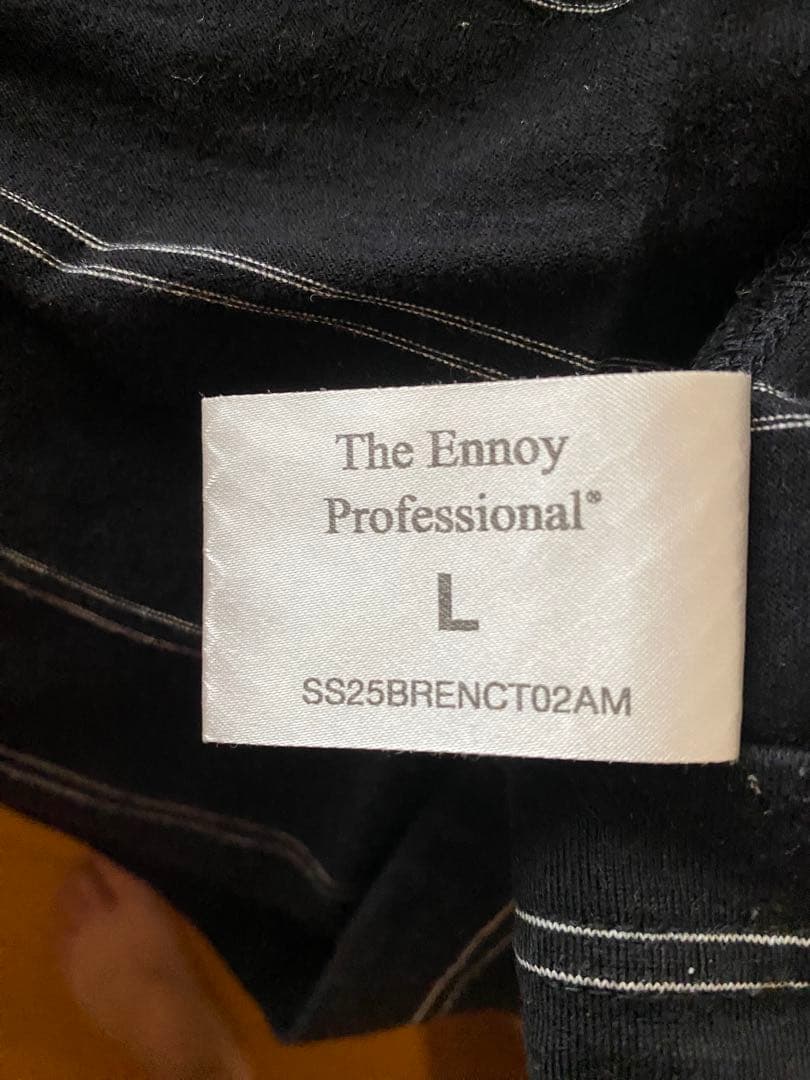 The Ennoy
Professional®
L
SS25BRENCT02AM